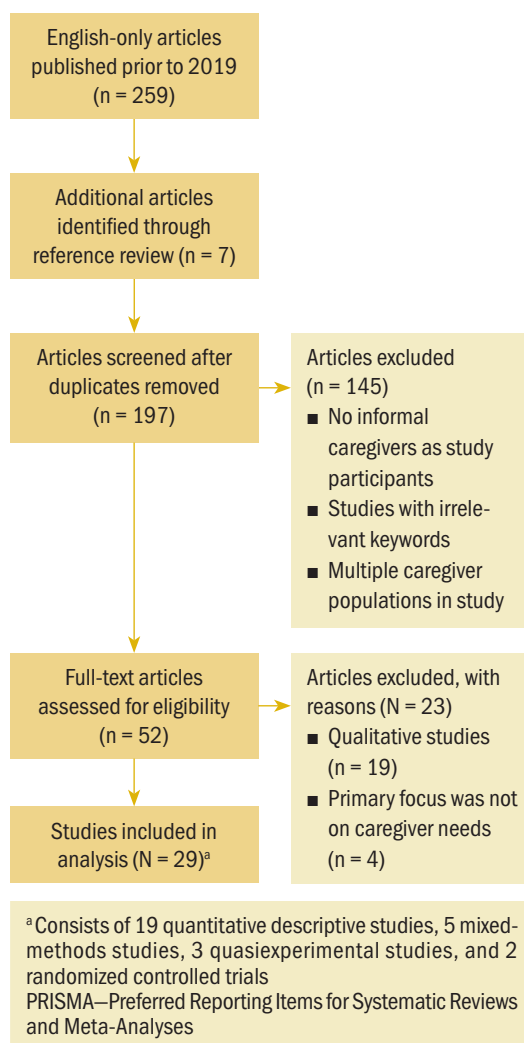 English-only articles
published prior to 2019
(n = 259)
Additional articles
identified through
reference review (n = 7)
Articles screened after
duplicates removed
(n = 197)
Articles excluded
(n = 145)
■ No informal
caregivers as study
participants
■ Studies with irrele-
vant keywords
■ Multiple caregiver
populations in study
Full-text articles
assessed for eligibility
(n = 52)
Articles excluded, with
reasons (N = 23)
■ Qualitative studies
(n = 19)
■ Primary focus was not
on caregiver needs
(n = 4)
Studies included in
analysis (N = 29)a
a Consists of 19 quantitative descriptive studies, 5 mixed-
methods studies, 3 quasiexperimental studies, and 2
randomized controlled trials
PRISMA—Preferred Reporting Items for Systematic Reviews
and Meta-Analyses